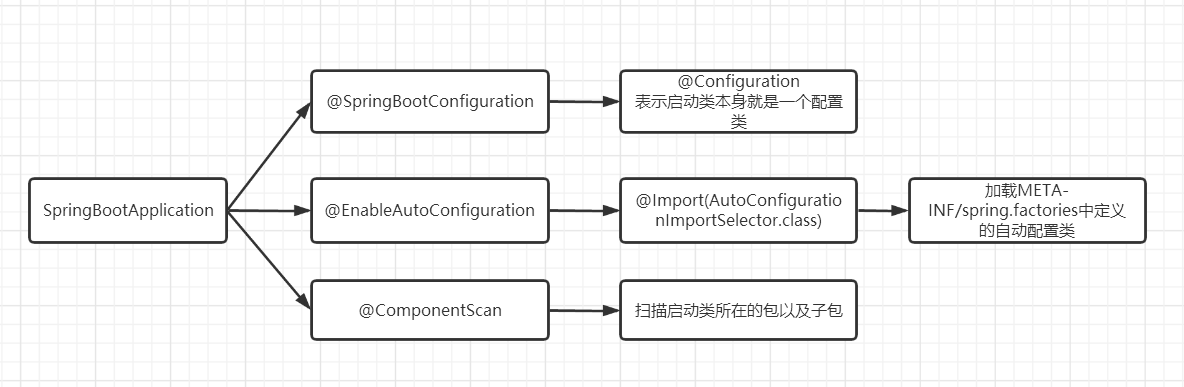 @SpringBootConfiguration
@Configuration
表示启动类本身就是一个配置
类
SpringBootApplication
@EnableAutoConfiguration
@Import(AutoConfiguratio
nImportSelector.class)
加载META-
INF/spring.factories中定义
的自动配置类
@ComponentScan
扫描启动类所在的包以及子包